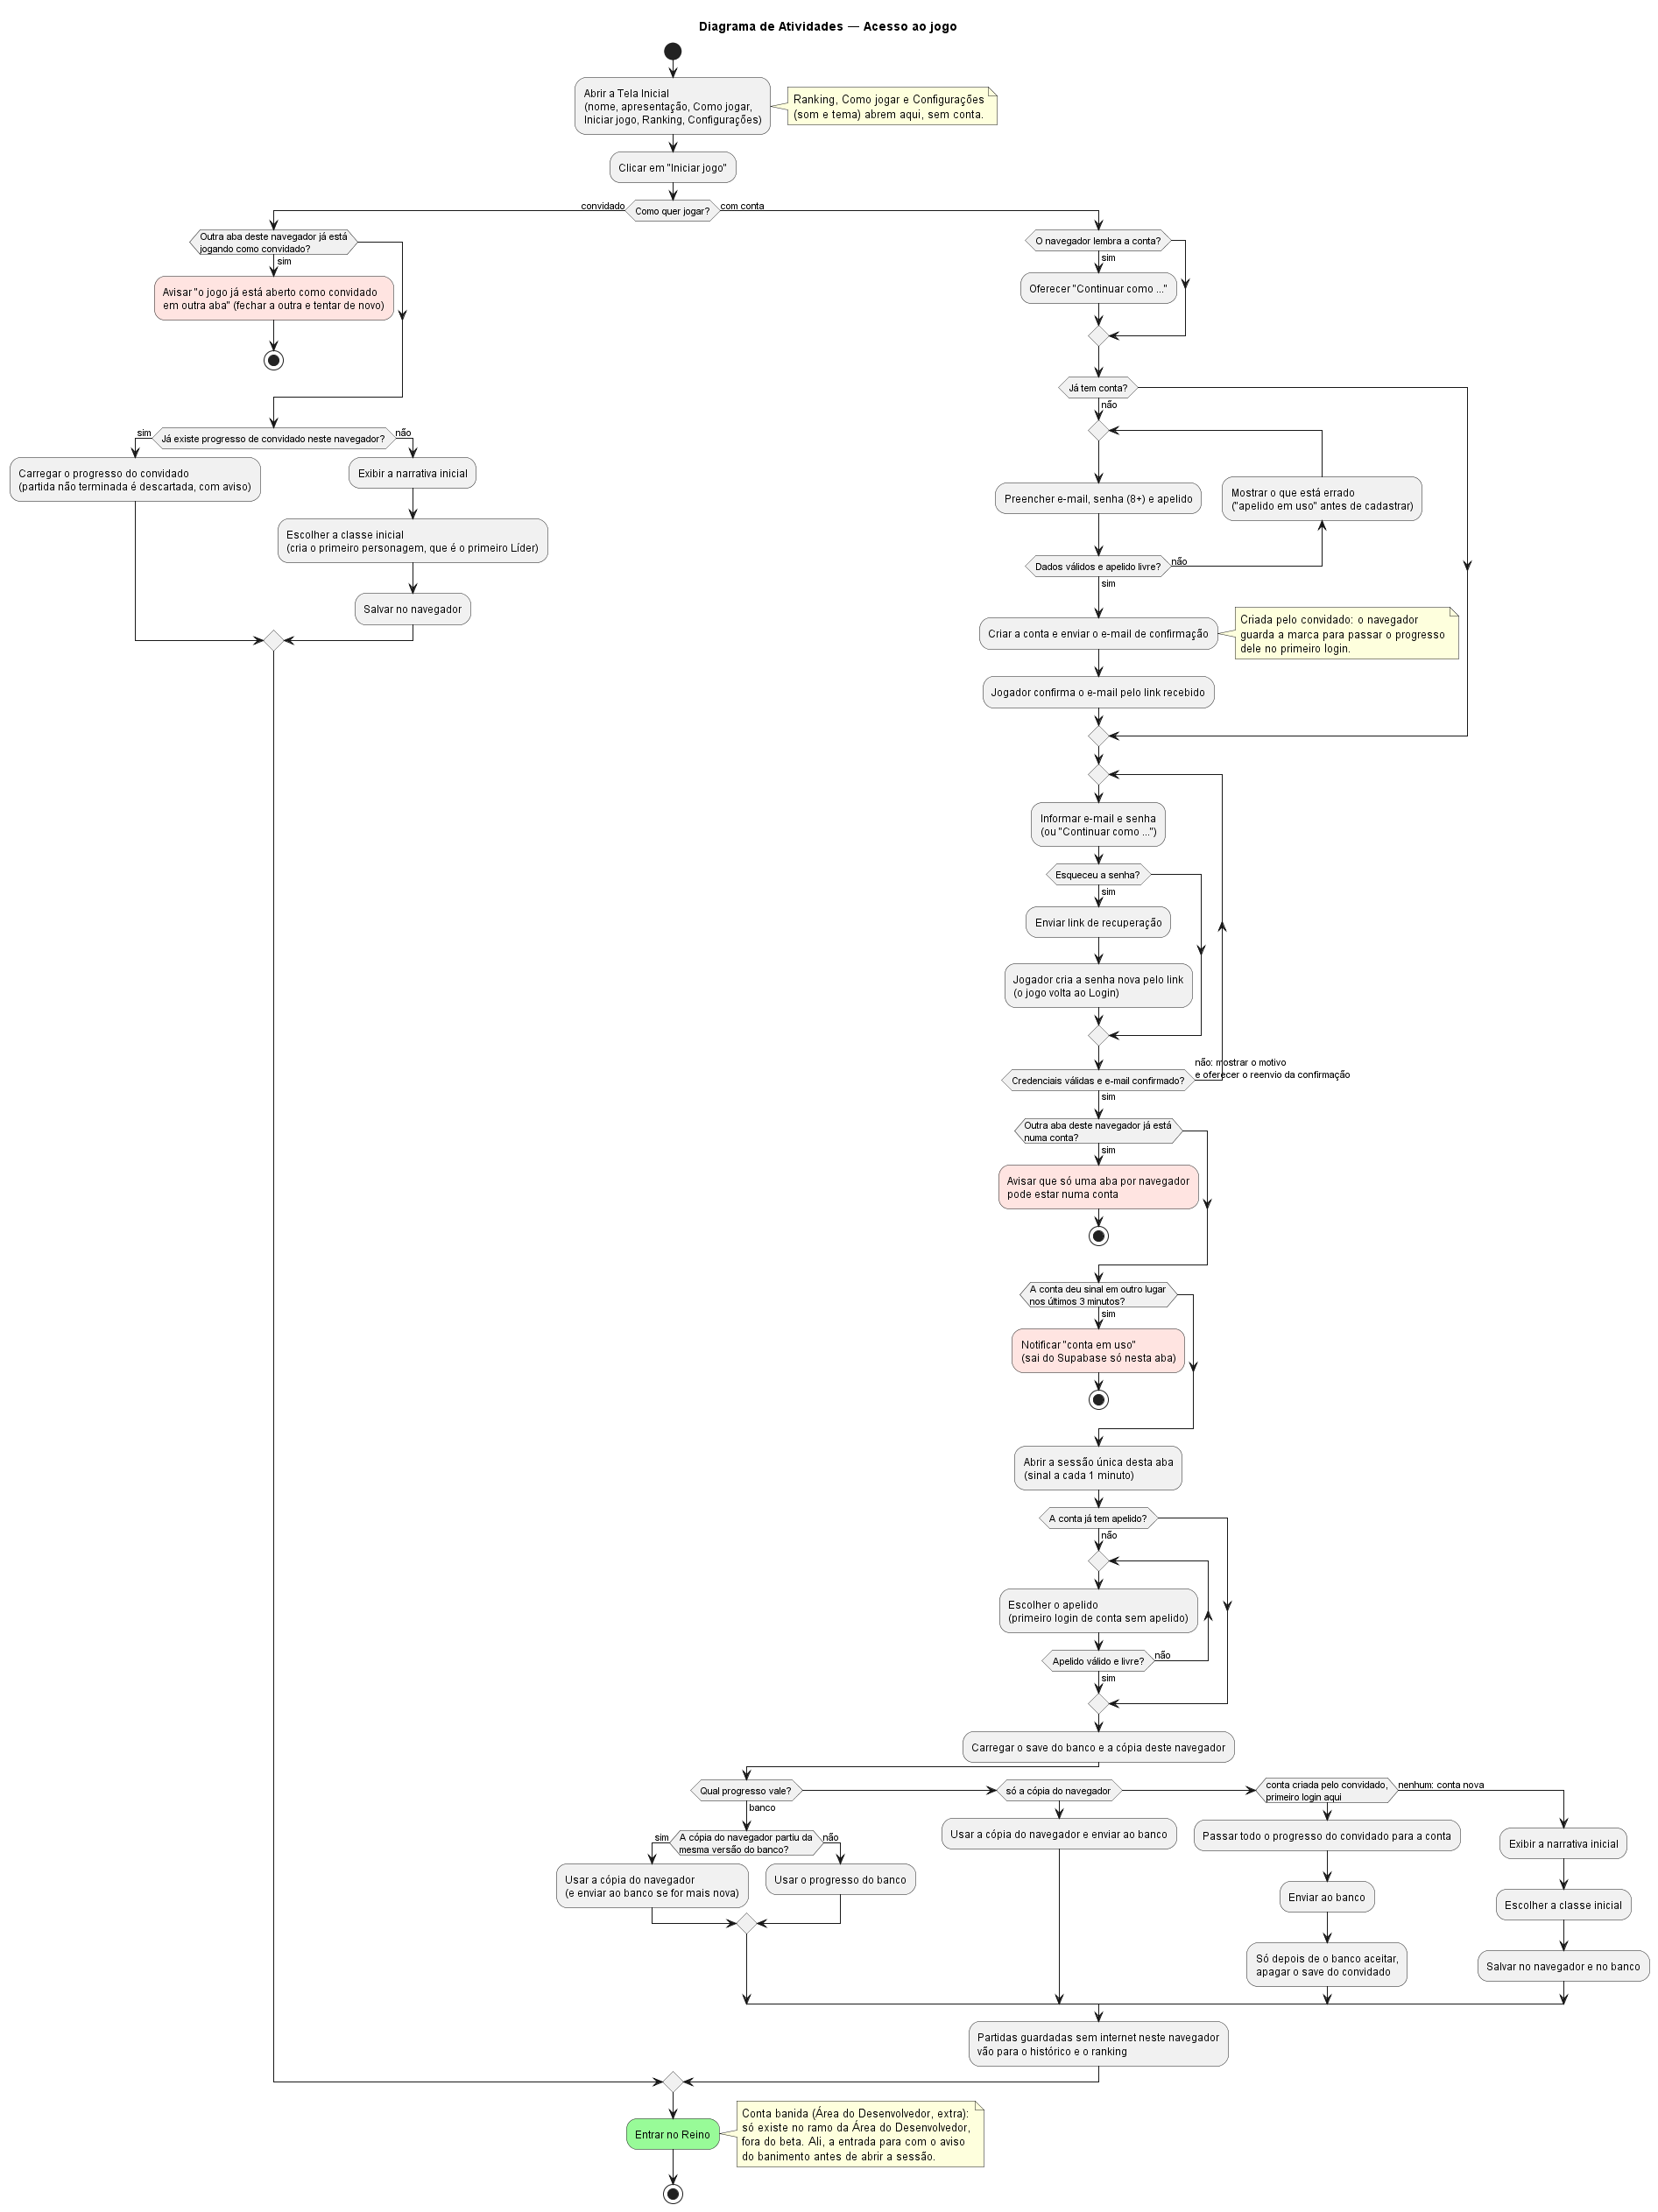 Diagrama de Atividades — Acesso ao jogo
Abrir a Tela Inicial
(nome, apresentação, Como jogar,
Iniciar jogo, Ranking, Configurações)
Ranking, Como jogar e Configurações
(som e tema) abrem aqui, sem conta.
Clicar em "Iniciar jogo"
convidado
Como quer jogar?
com conta
Outra aba deste navegador já está
jogando como convidado?
sim
Avisar "o jogo já está aberto como convidado
em outra aba" (fechar a outra e tentar de novo)
sim
Já existe progresso de convidado neste navegador?
não
Carregar o progresso do convidado
(partida não terminada é descartada, com aviso)
Exibir a narrativa inicial
Escolher a classe inicial
(cria o primeiro personagem, que é o primeiro Líder)
Salvar no navegador
O navegador lembra a conta?
sim
Oferecer "Continuar como ..."
Já tem conta?
não
Preencher e-mail, senha (8+) e apelido
Mostrar o que está errado
("apelido em uso" antes de cadastrar)
Dados válidos e apelido livre?
não
sim
Criar a conta e enviar o e-mail de confirmação
Criada pelo convidado: o navegador
guarda a marca para passar o progresso
dele no primeiro login.
Jogador confirma o e-mail pelo link recebido
Informar e-mail e senha
(ou "Continuar como ...")
Esqueceu a senha?
sim
Enviar link de recuperação
Jogador cria a senha nova pelo link
(o jogo volta ao Login)
Credenciais válidas e e-mail confirmado?
não: mostrar o motivo
e oferecer o reenvio da confirmação
sim
Outra aba deste navegador já está
numa conta?
sim
Avisar que só uma aba por navegador
pode estar numa conta
A conta deu sinal em outro lugar
nos últimos 3 minutos?
sim
Notificar "conta em uso"
(sai do Supabase só nesta aba)
Abrir a sessão única desta aba
(sinal a cada 1 minuto)
A conta já tem apelido?
não
Escolher o apelido
(primeiro login de conta sem apelido)
Apelido válido e livre?
não
sim
Carregar o save do banco e a cópia deste navegador
Qual progresso vale?
banco
só a cópia do navegador
conta criada pelo convidado,
primeiro login aqui
nenhum: conta nova
sim
A cópia do navegador partiu da
mesma versão do banco?
não
Usar a cópia do navegador
(e enviar ao banco se for mais nova)
Usar o progresso do banco
Usar a cópia do navegador e enviar ao banco
Passar todo o progresso do convidado para a conta
Enviar ao banco
Só depois de o banco aceitar,
apagar o save do convidado
Exibir a narrativa inicial
Escolher a classe inicial
Salvar no navegador e no banco
Partidas guardadas sem internet neste navegador
vão para o histórico e o ranking
Entrar no Reino
Conta banida (Área do Desenvolvedor, extra):
só existe no ramo da Área do Desenvolvedor,
fora do beta. Ali, a entrada para com o aviso
do banimento antes de abrir a sessão.